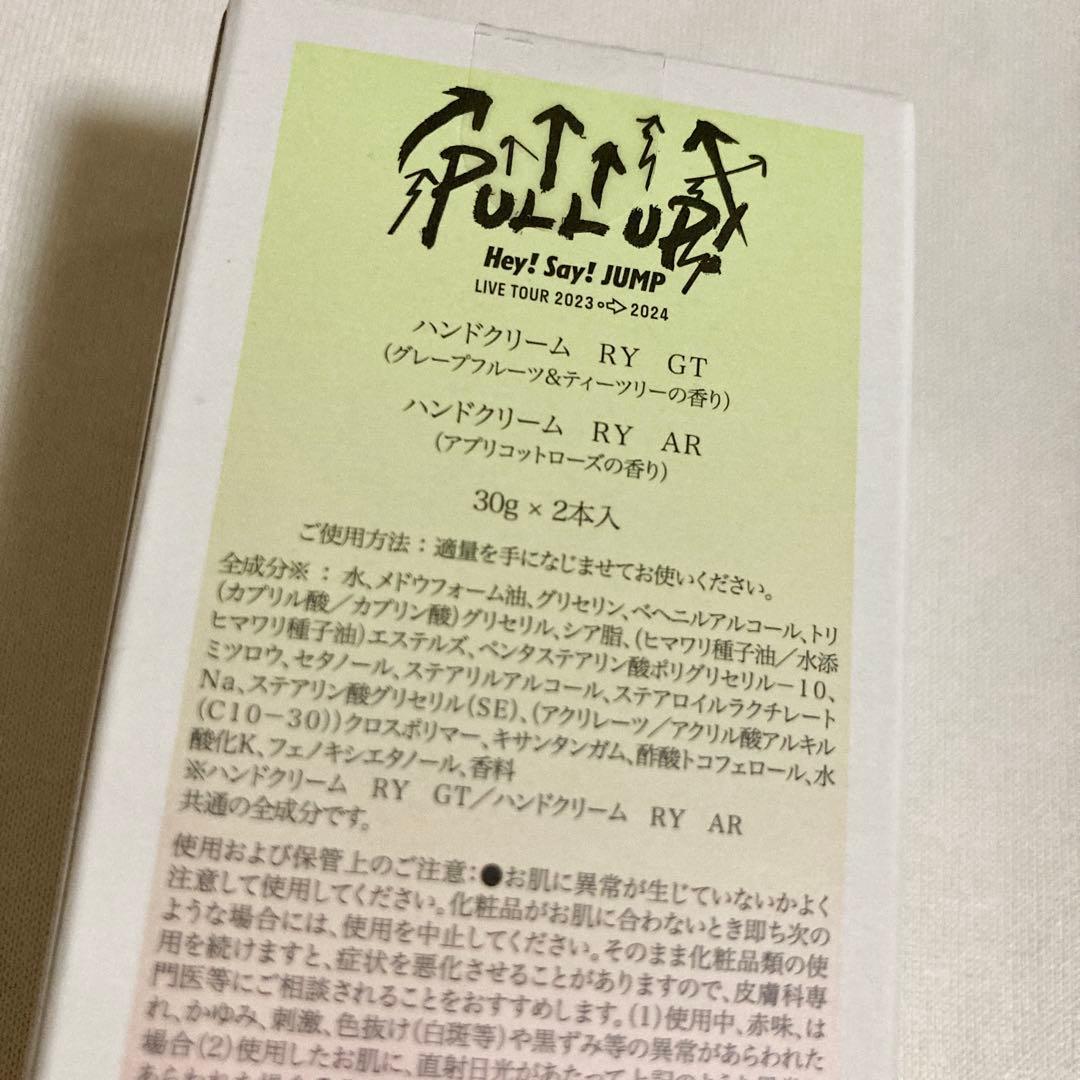 PULL UP!
Hey! Say! JUMP
LIVE TOUR 2023⇨2024
ハンドクリーム RY GT
(グレープフルーツ&ティーツリーの香り)
ハンドクリーム RY AR
(アプリコットローズの香り)
30g × 2本入
ご使用方法：適量を手になじませてお使いください。
全成分※：水、メドウフォーム油、グリセリン、ベヘニルアルコール、トリ
(カプリル酸／カプリン酸)グリセリル、シア脂、(ヒマワリ種子油／水添
ヒマワリ種子油)エステルズ、ペンタステアリン酸ポリグリセリル－10、
ミツロウ、セタノール、ステアリルアルコール、ステアロイルラクチレート
Na、ステアリン酸グリセリル(SE)、(アクリレーツ／アクリル酸アルキル
(C10－30))クロスポリマー、キサンタンガム、酢酸トコフェロール、水
酸化K、フェノキシエタノール、香料
※ハンドクリーム RY GT／ハンドクリーム RY AR
共通の全成分です。
使用および保管上のご注意：●お肌に異常が生じていないかよく
注意して使用してください。化粧品がお肌に合わないとき即ち次の
ような場合には、使用を中止してください。そのまま化粧品類の使
用を続けますと、症状を悪化させることがありますので、皮膚科専
門医等にご相談されることをおすすめします。(1)使用中、赤味、は
れ、かゆみ、刺激、色抜け(白斑等)や黒ずみ等の異常があらわれた
場合(2)使用したお肌に、直射日光があたって上記のような異常
あらわれた場合